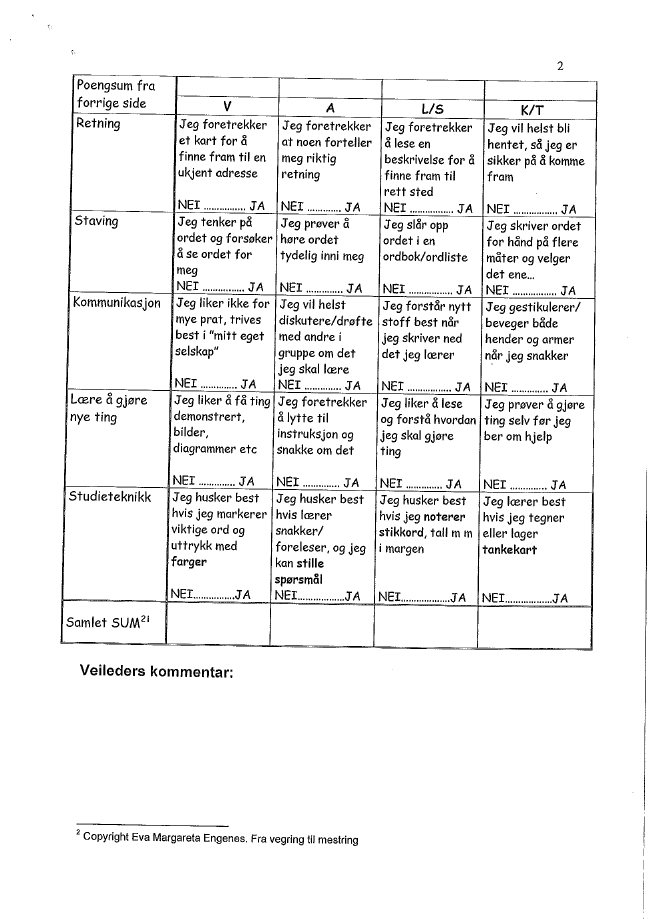 2
Poengsum fra
forrige side
V
A
L/S
K/T
Retning
Jeg foretrekker
et kart for å
finne fram til en
ukjent adresse
NEI ................ JA
Jeg foretrekker
at noen forteller
meg riktig
retning
NEI ............. JA
Jeg foretrekker
å lese en
beskrivelse for å
finne fram til
rett sted
NEI ................. JA
Jeg vil helst bli
hentet, så jeg er
sikker på å komme
fram
NEI ................. JA
Staving
Jeg tenker på
ordet og forsøker
å se ordet for
meg
NEI ................ JA
Jeg prøver å
høre ordet
tydelig inni meg
NEI .............. JA
Jeg slår opp
ordet i en
ordbok/ordliste
NEI ................. JA
Jeg skriver ordet
for hånd på flere
måter og velger
det ene...
NEI ................. JA
Kommunikasjon
Jeg liker ikke for
mye prat, trives
best i "mitt eget
selskap"
NEI .............. JA
Jeg vil helst
diskutere/drøfte
med andre i
gruppe om det
jeg skal lære
NEI .............. JA
Jeg forstår nytt
stoff best når
jeg skriver ned
det jeg lærer
NEI ................. JA
Jeg gestikulerer/
beveger både
hender og armer
når jeg snakker
NEI .............. JA
Lære å gjøre
nye ting
Jeg liker å få ting
demonstrert,
bilder,
diagrammer etc
NEI .............. JA
Jeg foretrekker
å lytte til
instruksjon og
snakke om det
NEI .............. JA
Jeg liker å lese
og forstå hvordan
jeg skal gjøre
ting
NEI .............. JA
Jeg prøver å gjøre
ting selv før jeg
ber om hjelp
NEI .............. JA
Studieteknikk
Jeg husker best
hvis jeg markerer
viktige ord og
uttrykk med
farger
NEI................JA
Jeg husker best
hvis lærer
snakker/
foreleser, og jeg
kan stille
spørsmål
NEI..................JA
Jeg husker best
hvis jeg noterer
stikkord, tall m m
i margen
NEI...................JA
Jeg lærer best
hvis jeg tegner
eller lager
tankekart
NEI..................JA
Samlet SUM²¹
Veileders kommentar:
² Copyright Eva Margareta Engenes. Fra vegring til mestring